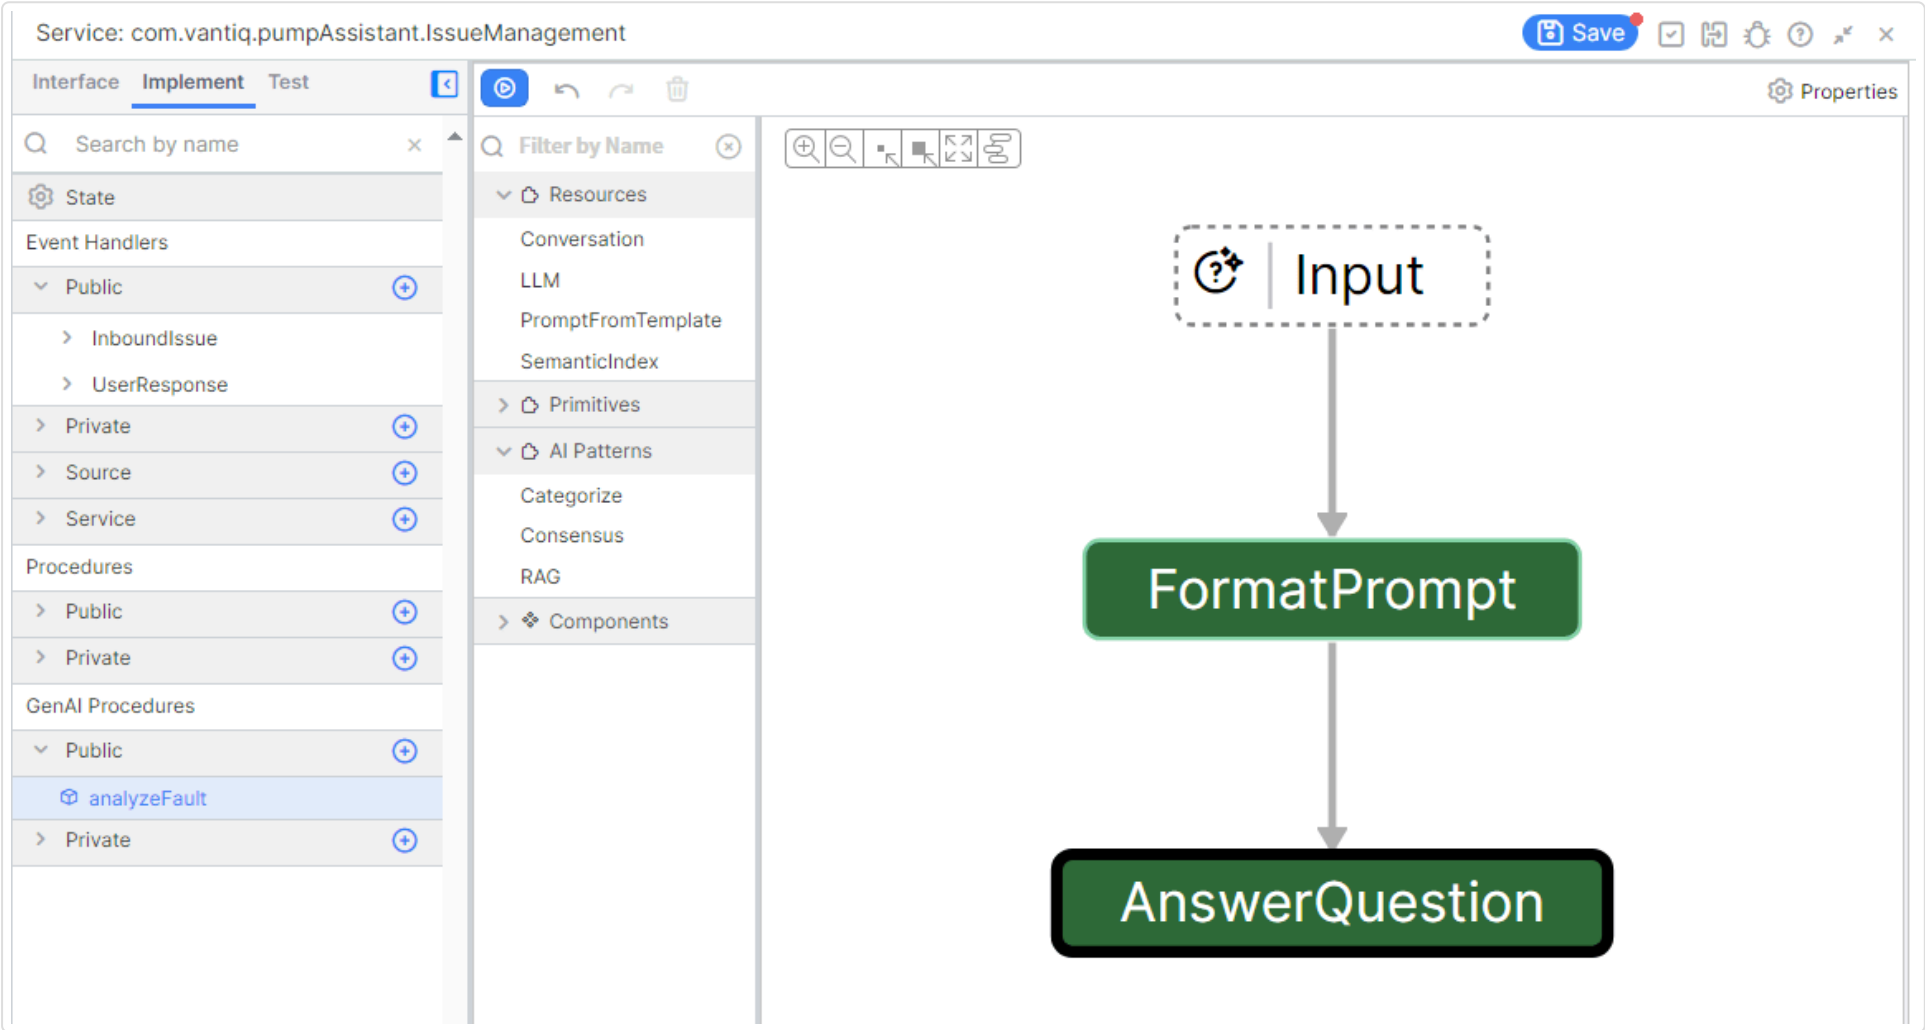 Service: com.vantiq.pumpAssistant.IssueManagement
Save
Interface Implement Test
Properties
Search by name
State
Event Handlers
Public
InboundIssue
UserResponse
Private
Source
Service
Procedures
Public
Private
GenAI Procedures
Public
analyzeFault
Private
Filter by Name
Resources
Conversation
LLM
PromptFromTemplate
SemanticIndex
Primitives
AI Patterns
Categorize
Consensus
RAG
Components
Input
FormatPrompt
AnswerQuestion